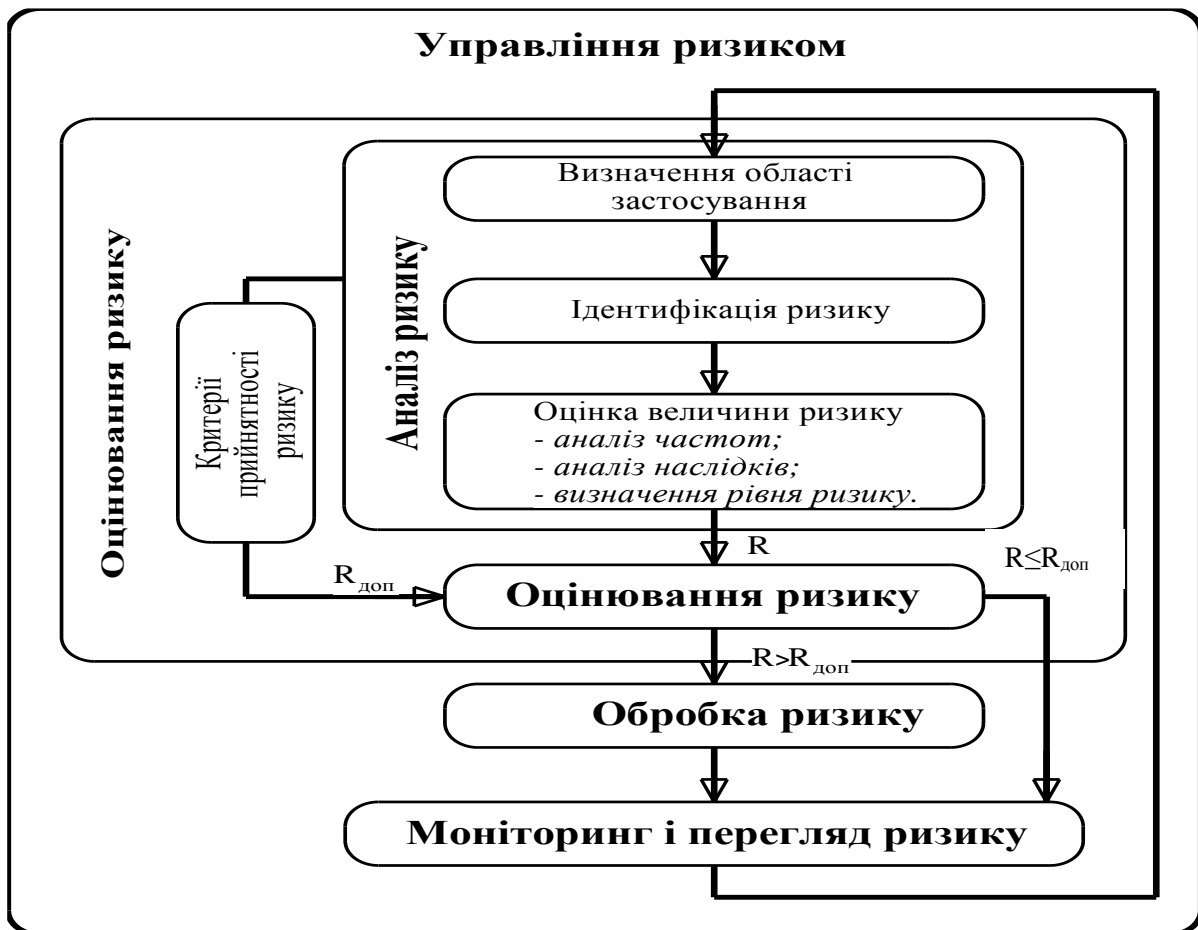 Управління ризиком
Оцінювання ризику
Аналіз ризику
Визначення області
застосування
Ідентифікація ризику
Оцінка величини ризику
- аналіз частот;
- аналіз наслідків;
- визначення рівня ризику.
Критерії
прийнятності
ризику
R
R≤Rдоп
Rдоп
Оцінювання ризику
R>Rдоп
Обробка ризику
Моніторинг і перегляд ризику